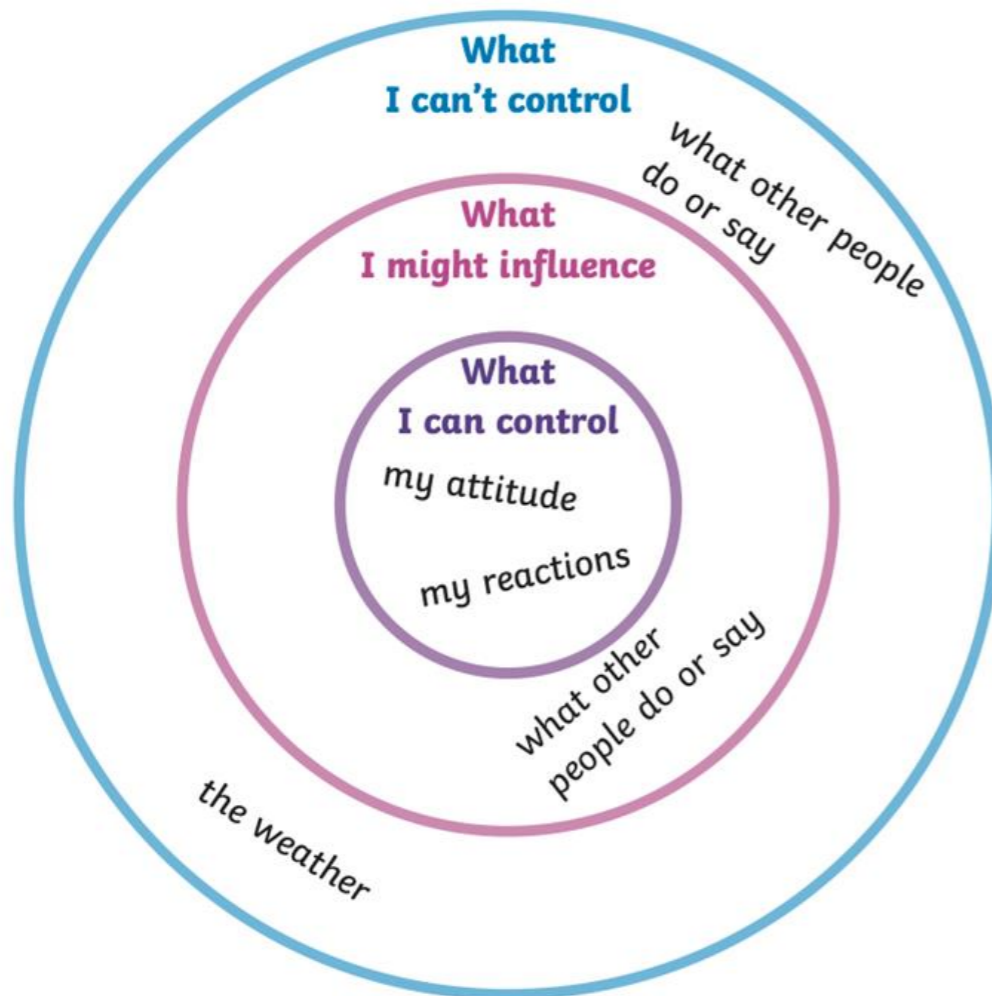 What
I can’t control
what other people
do or say
What
I might influence
What
I can control
my attitude
my reactions
what other
people do or say
the weather